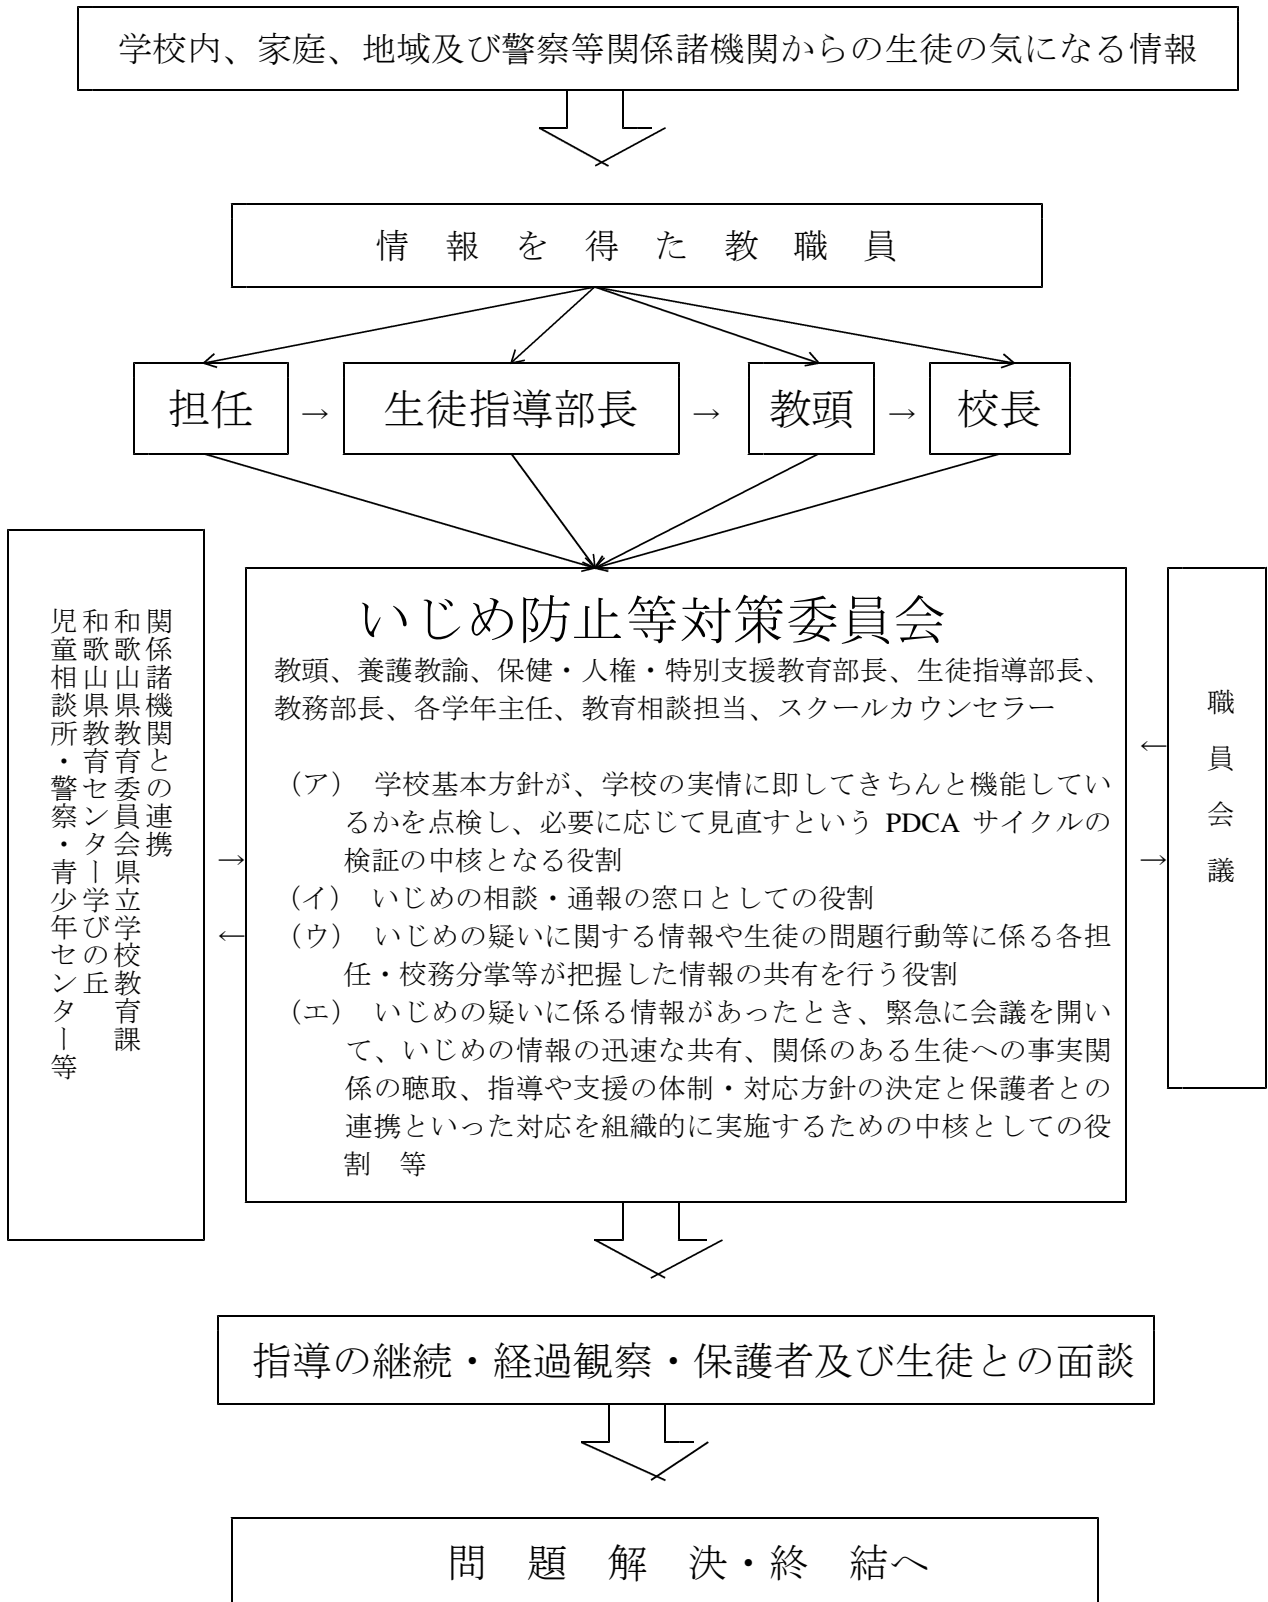 学校内、家庭、地域及び警察等関係諸機関からの生徒の気になる情報
情 報 を 得 た 教 職 員
担任 → 生徒指導部長 → 教頭 → 校長
関係諸機関との連携
和歌山県教育委員会県立学校教育課
和歌山県教育センター学びの丘
児童相談所・警察・青少年センター等
→
←
いじめ防止等対策委員会
教頭、養護教諭、保健・人権・特別支援教育部長、生徒指導部長、
教務部長、各学年主任、教育相談担当、スクールカウンセラー
（ア） 学校基本方針が、学校の実情に即してきちんと機能してい
るかを点検し、必要に応じて見直すという PDCA サイクルの
検証の中核となる役割
（イ） いじめの相談・通報の窓口としての役割
（ウ） いじめの疑いに関する情報や生徒の問題行動等に係る各担
任・校務分掌等が把握した情報の共有を行う役割
（エ） いじめの疑いに係る情報があったとき、緊急に会議を開い
て、いじめの情報の迅速な共有、関係のある生徒への事実関
係の聴取、指導や支援の体制・対応方針の決定と保護者との
連携といった対応を組織的に実施するための中核としての役
割　等
←
→
職員会議
指導の継続・経過観察・保護者及び生徒との面談
問 題 解 決・終 結へ